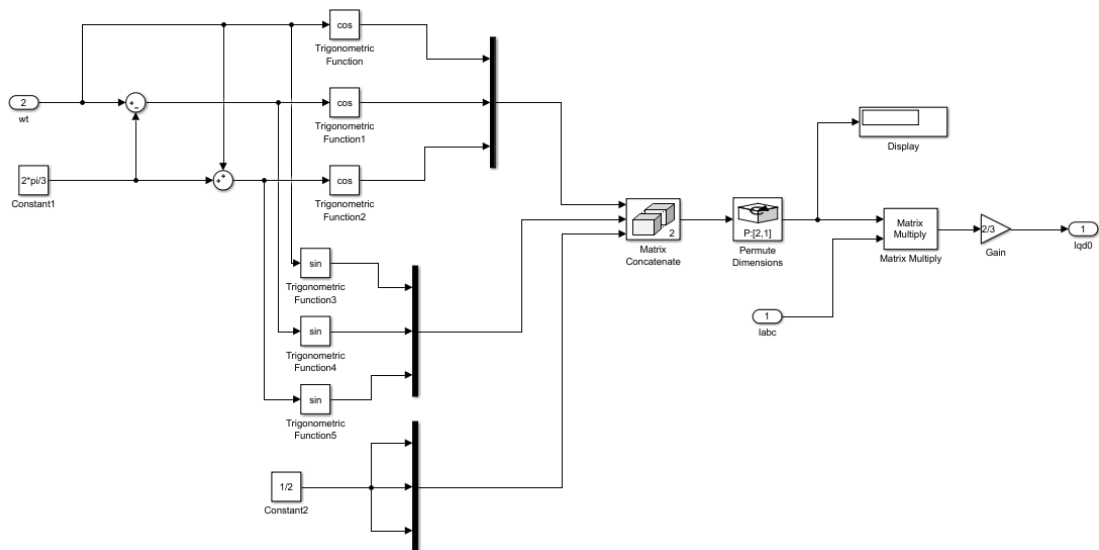 cos
Trigonometric
Function
2
wt
+
−
cos
Trigonometric
Function1
2*pi/3
Constant1
+
+
cos
Trigonometric
Function2
Display
2
Matrix
Concatenate
P:[2,1]
Permute
Dimensions
Matrix
Multiply
Matrix Multiply
2/3
Gain
1
Iqd0
sin
Trigonometric
Function3
1
Iabc
sin
Trigonometric
Function4
sin
Trigonometric
Function5
1/2
Constant2